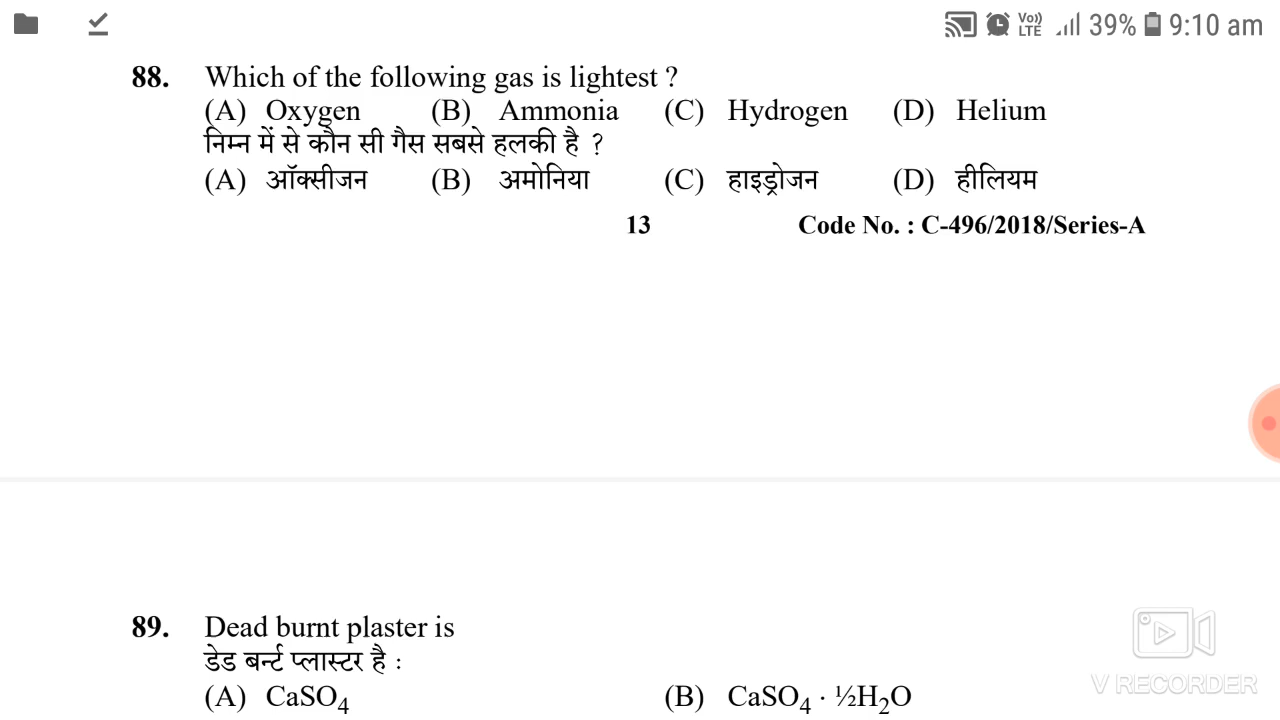 Vo)) LTE 39% 9:10 am
88. Which of the following gas is lightest ?
(A) Oxygen (B) Ammonia (C) Hydrogen (D) Helium
निम्न में से कौन सी गैस सबसे हलकी है ?
(A) ऑक्सीजन (B) अमोनिया (C) हाइड्रोजन (D) हीलियम
13 Code No. : C-496/2018/Series-A
89. Dead burnt plaster is
डेड बर्न्ट प्लास्टर है :
(A) CaSO₄ (B) CaSO₄ · ½H₂O
V RECORDER